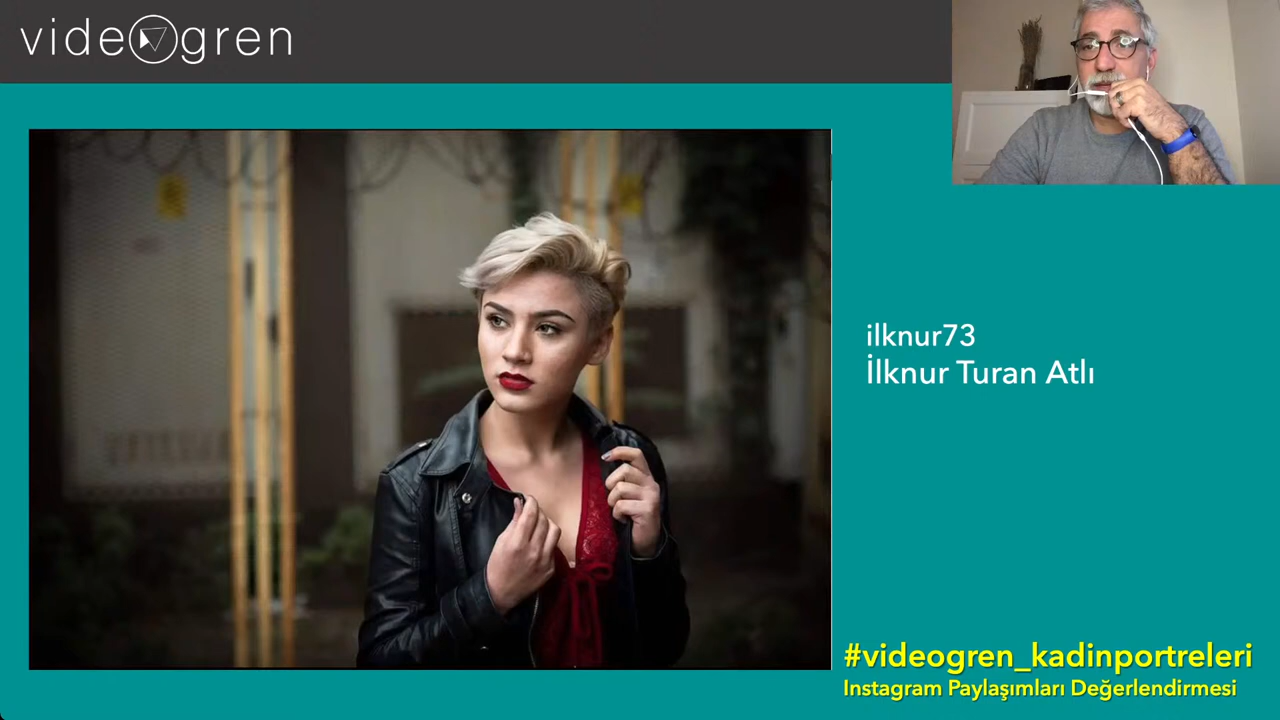 videogren
ilknur73
İlknur Turan Atlı
#videogren_kadinportreleri
Instagram Paylaşımları Değerlendirmesi